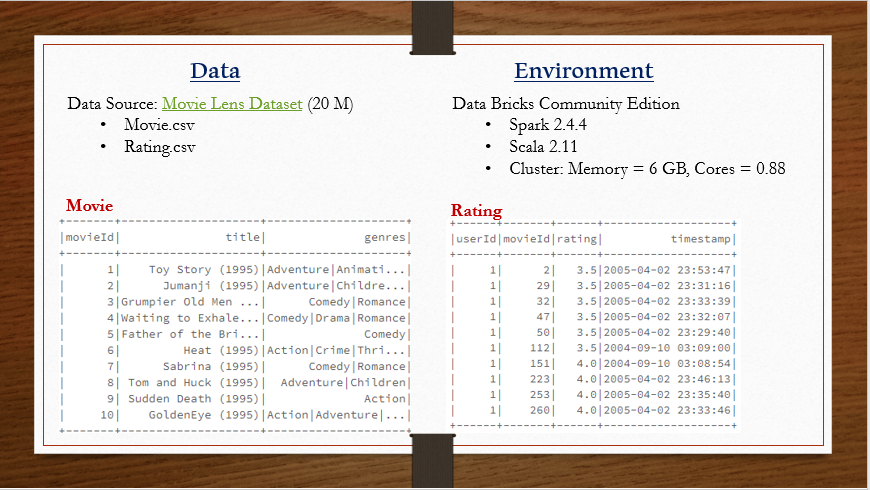 Data
Data Source: Movie Lens Dataset (20 M)
• Movie.csv
• Rating.csv
Movie
+-------+--------------------+--------------------+
|movieId|               title|              genres|
+-------+--------------------+--------------------+
|      1|    Toy Story (1995)|Adventure|Animati...|
|      2|      Jumanji (1995)|Adventure|Childre...|
|      3|Grumpier Old Men ...|      Comedy|Romance|
|      4|Waiting to Exhale...|Comedy|Drama|Romance|
|      5|Father of the Bri...|              Comedy|
|      6|         Heat (1995)|Action|Crime|Thri...|
|      7|      Sabrina (1995)|      Comedy|Romance|
|      8| Tom and Huck (1995)|  Adventure|Children|
|      9| Sudden Death (1995)|              Action|
|     10|    GoldenEye (1995)|Action|Adventure|...|
+-------+--------------------+--------------------+
Environment
Data Bricks Community Edition
• Spark 2.4.4
• Scala 2.11
• Cluster: Memory = 6 GB, Cores = 0.88
Rating
+------+-------+------+-------------------+
|userId|movieId|rating|          timestamp|
+------+-------+------+-------------------+
|     1|      2|   3.5|2005-04-02 23:53:47|
|     1|     29|   3.5|2005-04-02 23:31:16|
|     1|     32|   3.5|2005-04-02 23:33:39|
|     1|     47|   3.5|2005-04-02 23:32:07|
|     1|     50|   3.5|2005-04-02 23:29:40|
|     1|    112|   3.5|2004-09-10 03:09:00|
|     1|    151|   4.0|2004-09-10 03:08:54|
|     1|    223|   4.0|2005-04-02 23:46:13|
|     1|    253|   4.0|2005-04-02 23:35:40|
|     1|    260|   4.0|2005-04-02 23:33:46|
+------+-------+------+-------------------+